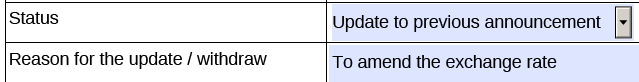 Status
Update to previous announcement
Reason for the update / withdraw
To amend the exchange rate